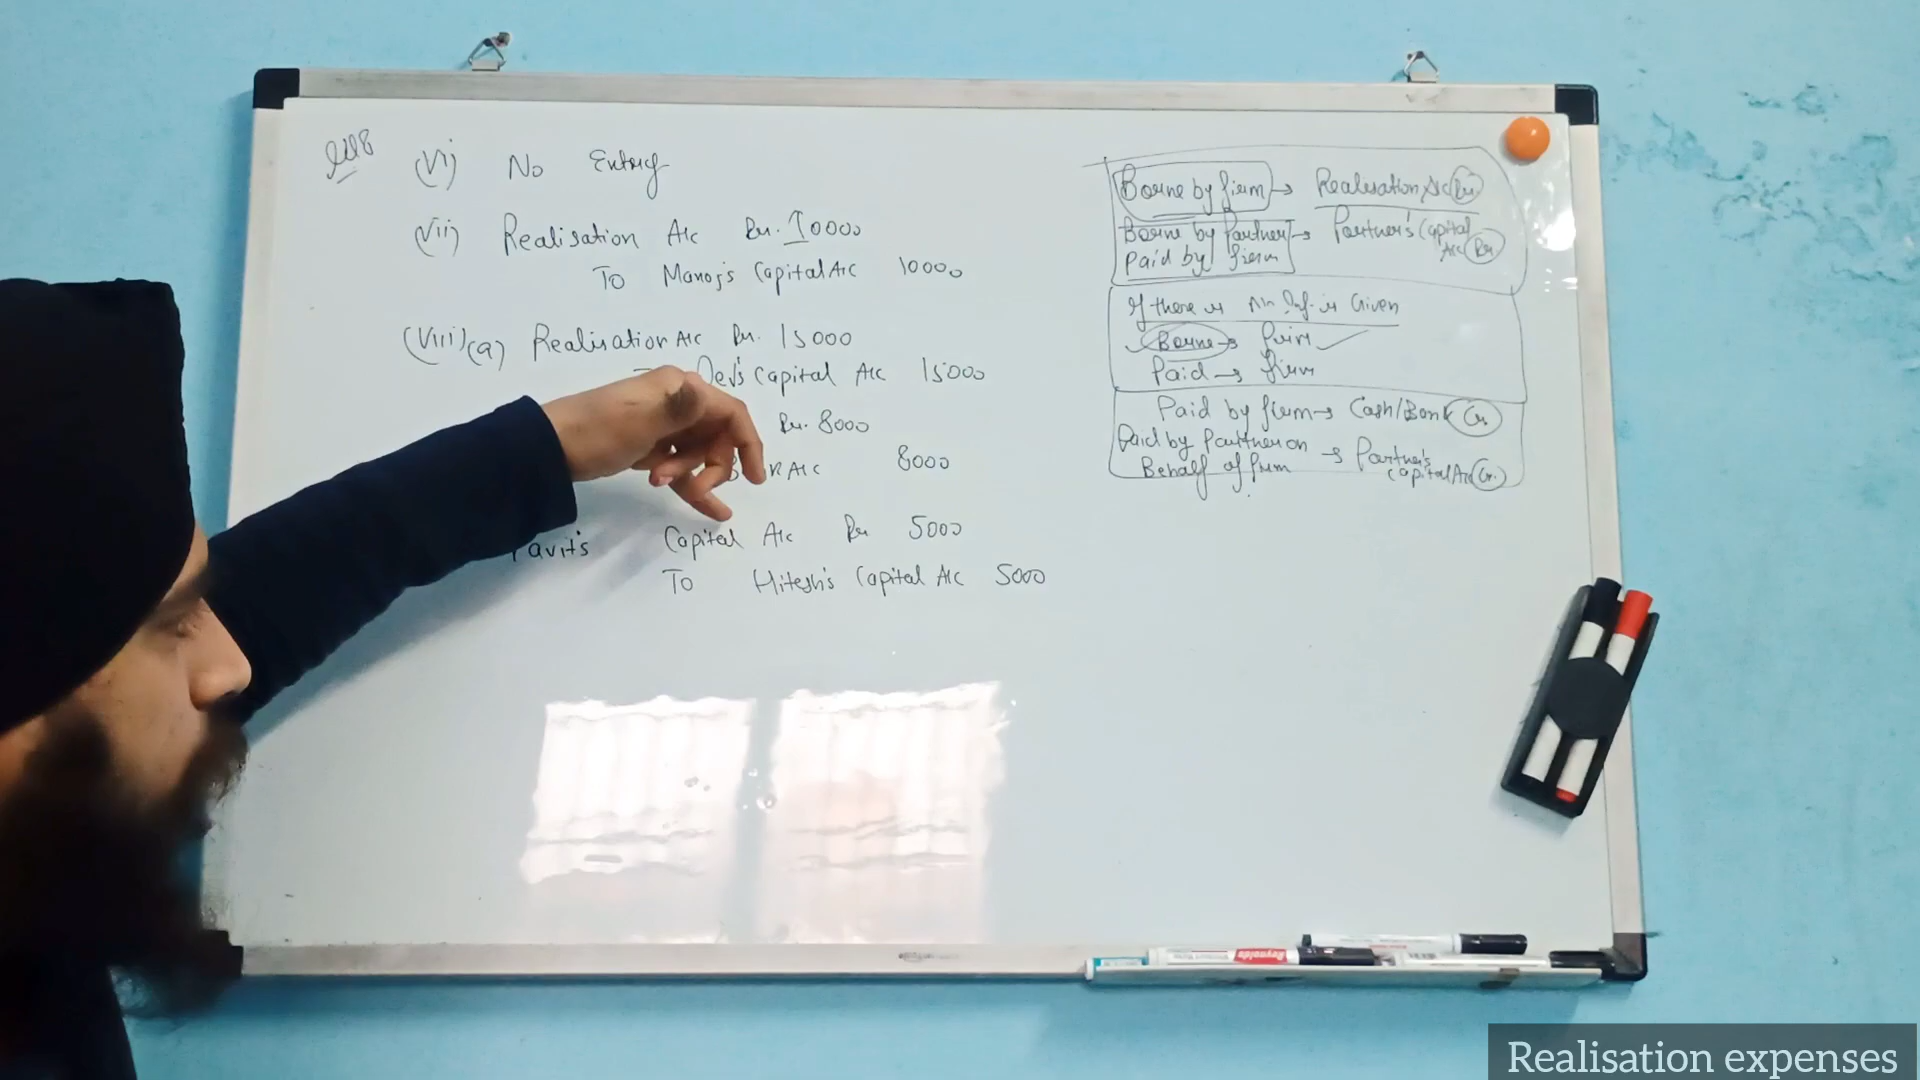 (vi) No Entry
(vii) Realisation A/c Dr. 10000
To Manoj's Capital A/c 10000
(viii)(a) Realisation A/c Dr. 15000
Dev's Capital A/c 15000
Dr. 8000
A/c 8000
Capital A/c Dr 5000
To Hitesh's Capital A/c 5000
Borne by firm → Realisation A/c Dr.
Borne by Partner → Partner's Capital
Paid by firm A/c Dr.
If there is no Inf. is Given
Borne → firm
Paid → firm
Paid by firm → Cash/Bank Cr.
Paid by Partner on → Partner's
Behalf of firm Capital A/c Cr.
Reynolds
Realisation expenses